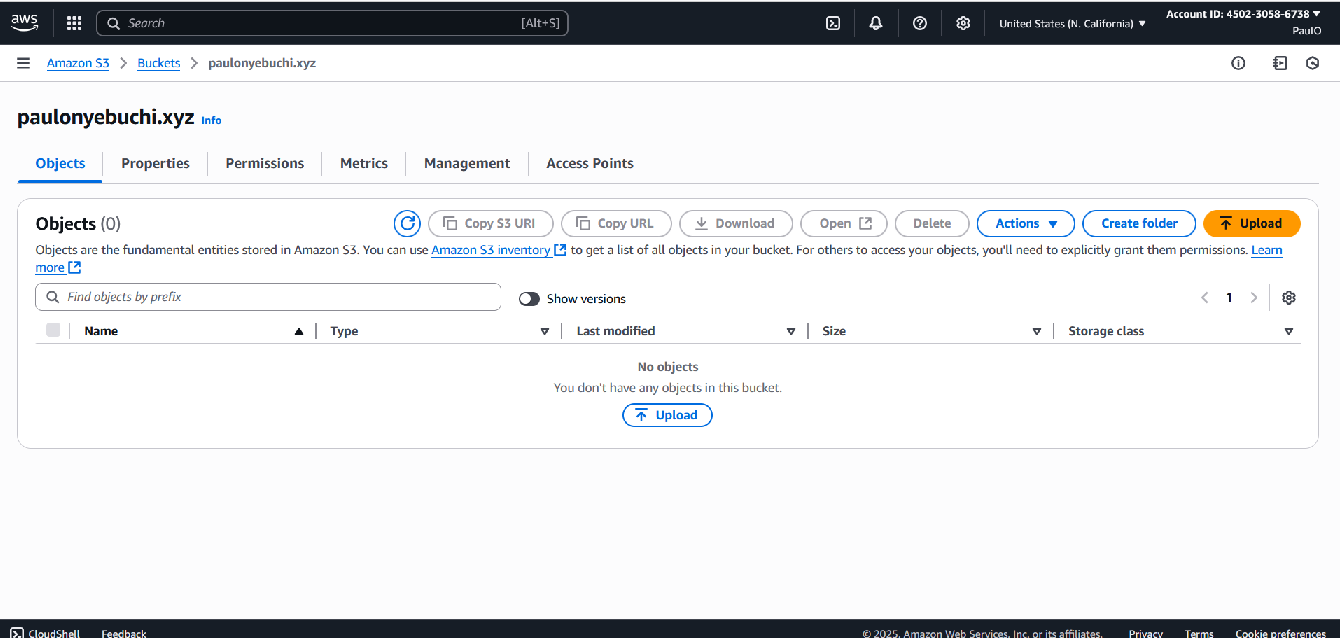 aws Search [Alt+S] United States (N. California) ▼ Account ID: 4502-3058-6738 ▼
PaulO
Amazon S3 > Buckets > paulonyebuchi.xyz
paulonyebuchi.xyz Info
Objects Properties Permissions Metrics Management Access Points
Objects (0) Copy S3 URI Copy URL Download Open Delete Actions ▼ Create folder Upload
Objects are the fundamental entities stored in Amazon S3. You can use Amazon S3 inventory to get a list of all objects in your bucket. For others to access your objects, you'll need to explicitly grant them permissions. Learn
more
Find objects by prefix Show versions 1
Name Type Last modified Size Storage class
No objects
You don't have any objects in this bucket.
Upload
CloudShell Feedback © 2025, Amazon Web Services, Inc. or its affiliates. Privacy Terms Cookie preferences